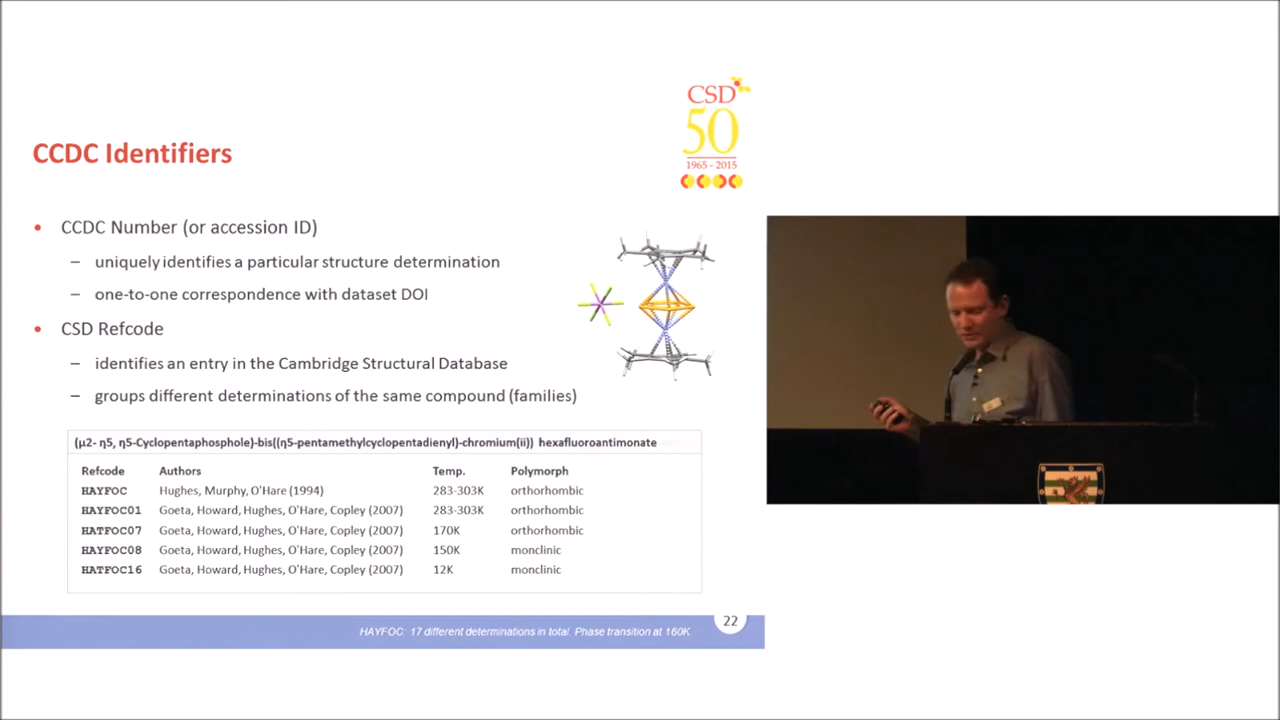 CSD
50
1965 - 2015
CCDC Identifiers
• CCDC Number (or accession ID)
– uniquely identifies a particular structure determination
– one-to-one correspondence with dataset DOI
• CSD Refcode
– identifies an entry in the Cambridge Structural Database
– groups different determinations of the same compound (families)
(μ2- η5, η5-Cyclopentaphosphole)-bis((η5-pentamethylcyclopentadienyl)-chromium(ii)) hexafluoroantimonate
Refcode Authors Temp. Polymorph
HAYFOC Hughes, Murphy, O'Hare (1994) 283-303K orthorhombic
HAYFOC01 Goeta, Howard, Hughes, O'Hare, Copley (2007) 283-303K orthorhombic
HATFOC07 Goeta, Howard, Hughes, O'Hare, Copley (2007) 170K orthorhombic
HAYFOC08 Goeta, Howard, Hughes, O'Hare, Copley (2007) 150K monclinic
HATFOC16 Goeta, Howard, Hughes, O'Hare, Copley (2007) 12K monclinic
HAYFOC: 17 different determinations in total. Phase transition at 160K.
22